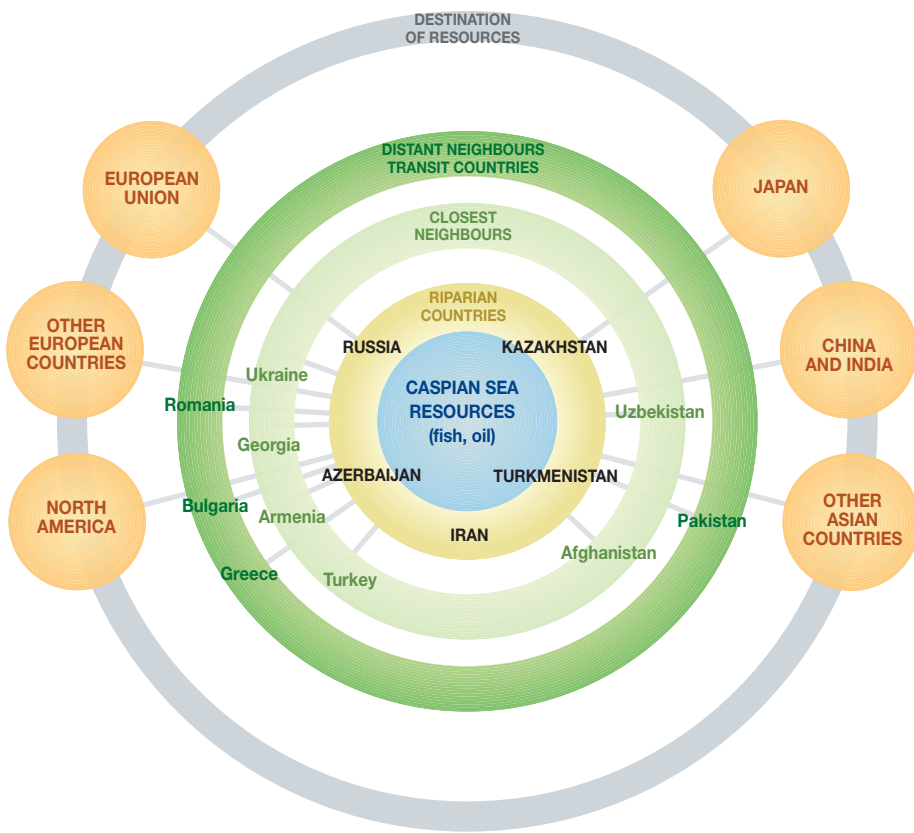 DESTINATION
OF RESOURCES
DISTANT NEIGHBOURS
TRANSIT COUNTRIES
EUROPEAN
UNION
JAPAN
CLOSEST
NEIGHBOURS
RIPARIAN
COUNTRIES
OTHER
EUROPEAN
COUNTRIES
RUSSIA
KAZAKHSTAN
CHINA
AND INDIA
Ukraine
CASPIAN SEA
RESOURCES
(fish, oil)
Romania
Uzbekistan
Georgia
AZERBAIJAN
TURKMENISTAN
NORTH
AMERICA
Bulgaria
Armenia
IRAN
Pakistan
OTHER
ASIAN
COUNTRIES
Afghanistan
Greece
Turkey